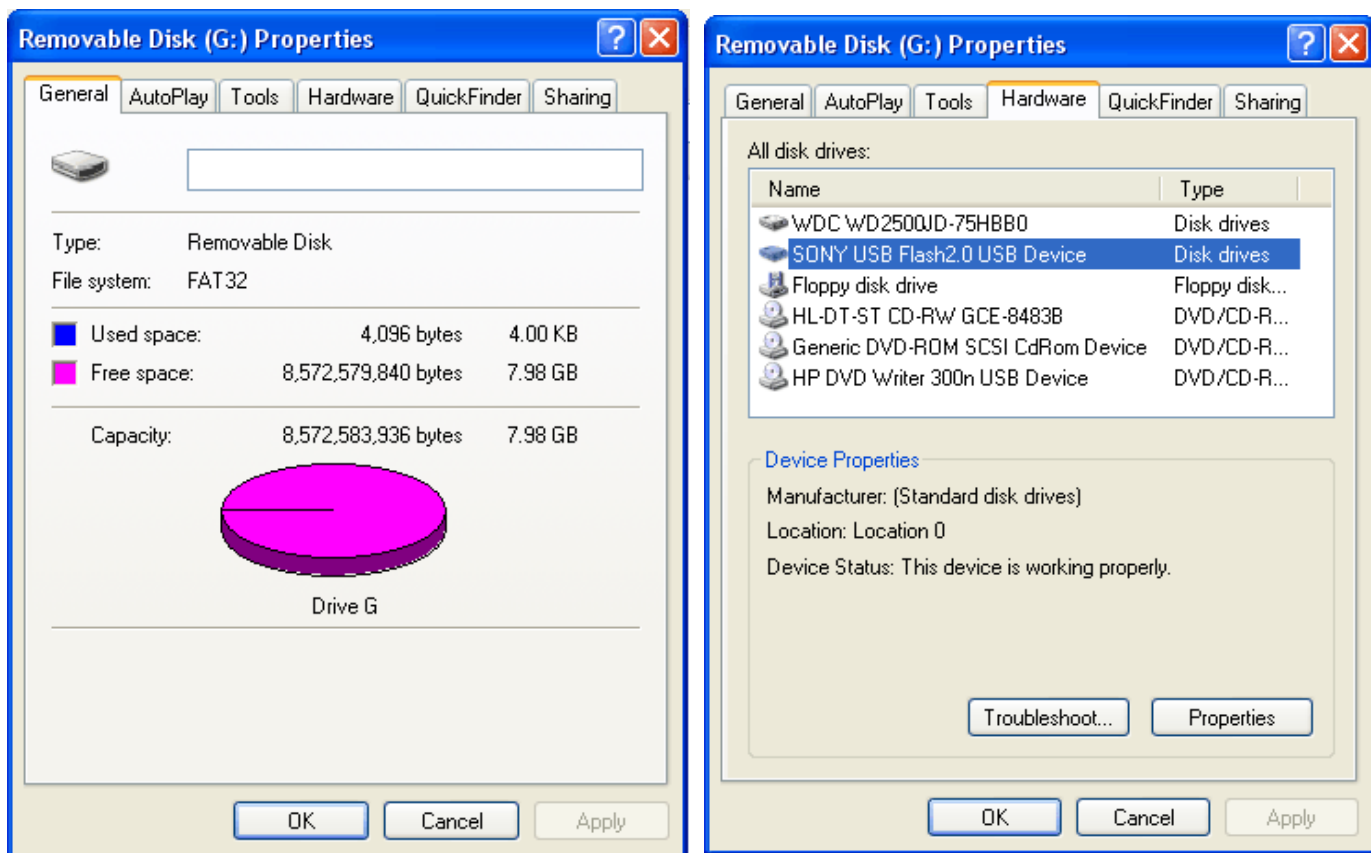 Removable Disk (G:) Properties
General AutoPlay Tools Hardware QuickFinder Sharing
Type: Removable Disk
File system: FAT32
Used space: 4,096 bytes 4.00 KB
Free space: 8,572,579,840 bytes 7.98 GB
Capacity: 8,572,583,936 bytes 7.98 GB
Drive G
OK Cancel Apply
Removable Disk (G:) Properties
General AutoPlay Tools Hardware QuickFinder Sharing
All disk drives:
Name Type
WDC WD2500JD-75HBB0 Disk drives
SONY USB Flash2.0 USB Device Disk drives
Floppy disk drive Floppy disk...
HL-DT-ST CD-RW GCE-8483B DVD/CD-R...
Generic DVD-ROM SCSI CdRom Device DVD/CD-R...
HP DVD Writer 300n USB Device DVD/CD-R...
Device Properties
Manufacturer: (Standard disk drives)
Location: Location 0
Device Status: This device is working properly.
Troubleshoot... Properties
OK Cancel Apply